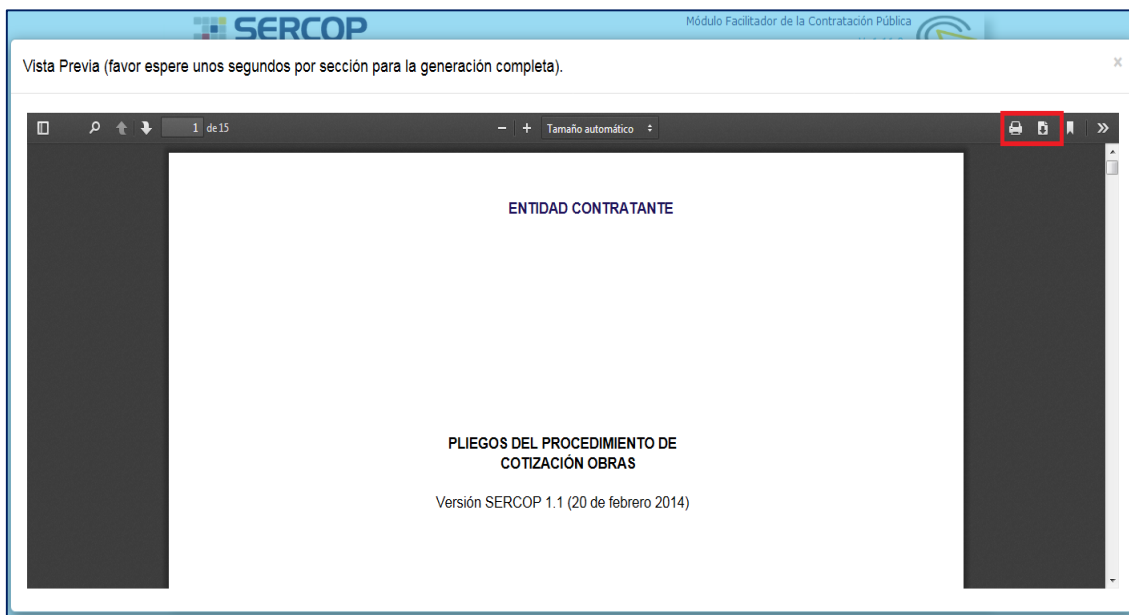 SERCOP
Módulo Facilitador de la Contratación Pública
Vista Previa (favor espere unos segundos por sección para la generación completa).
x
1 de 15
Tamaño automático
ENTIDAD CONTRATANTE
PLIEGOS DEL PROCEDIMIENTO DE
COTIZACIÓN OBRAS
Versión SERCOP 1.1 (20 de febrero 2014)